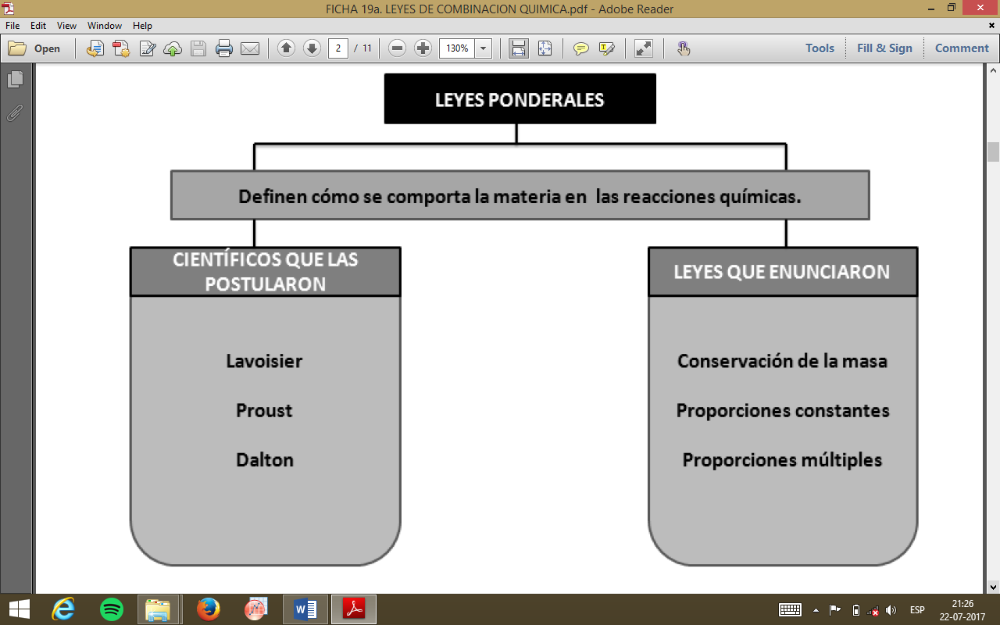 FICHA 19a. LEYES DE COMBINACION QUIMICA.pdf - Adobe Reader
File Edit View Window Help
Open 2 / 11 130% Tools Fill & Sign Comment
LEYES PONDERALES
Definen cómo se comporta la materia en las reacciones químicas.
CIENTÍFICOS QUE LAS
POSTULARON
Lavoisier
Proust
Dalton
LEYES QUE ENUNCIARON
Conservación de la masa
Proporciones constantes
Proporciones múltiples
ESP
21:26
22-07-2017